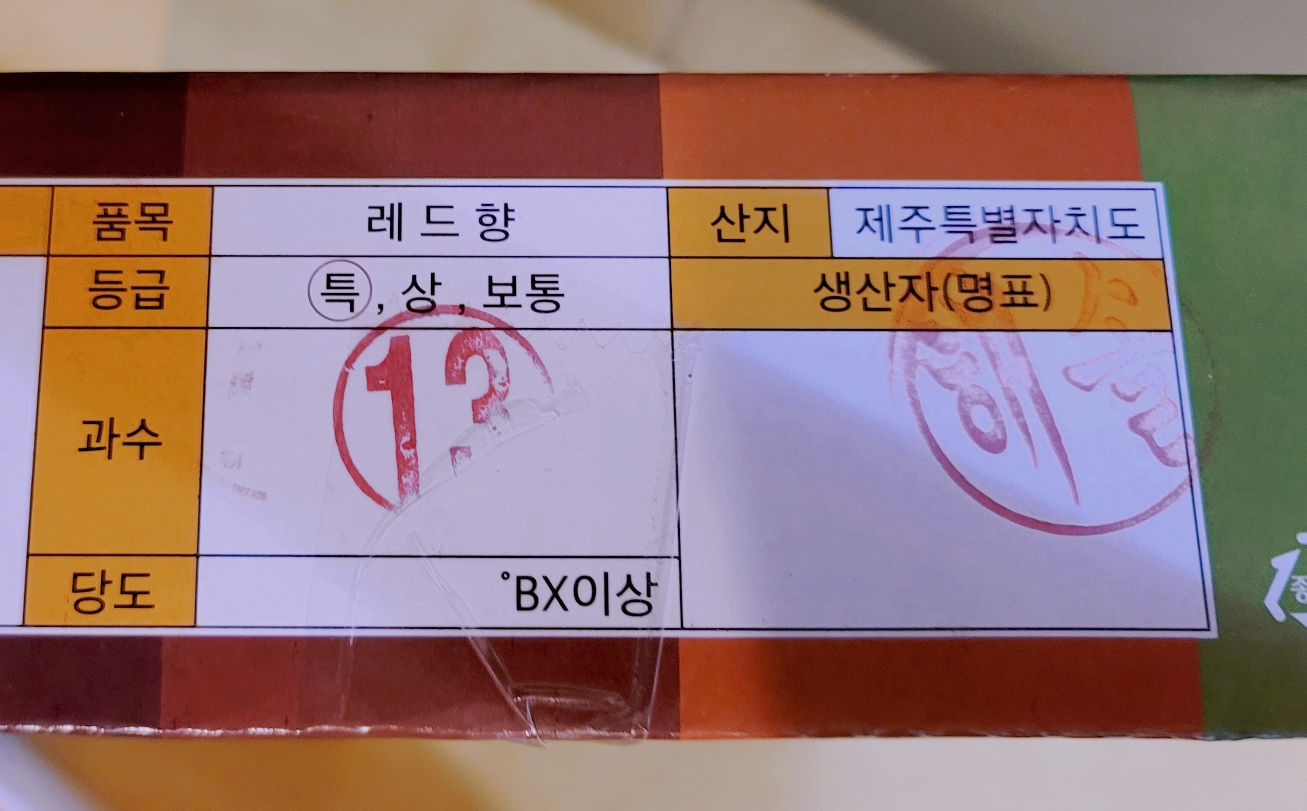 품목 레드향 산지 제주특별자치도
등급 특, 상, 보통 생산자(명표)
과수 13
당도 °BX이상